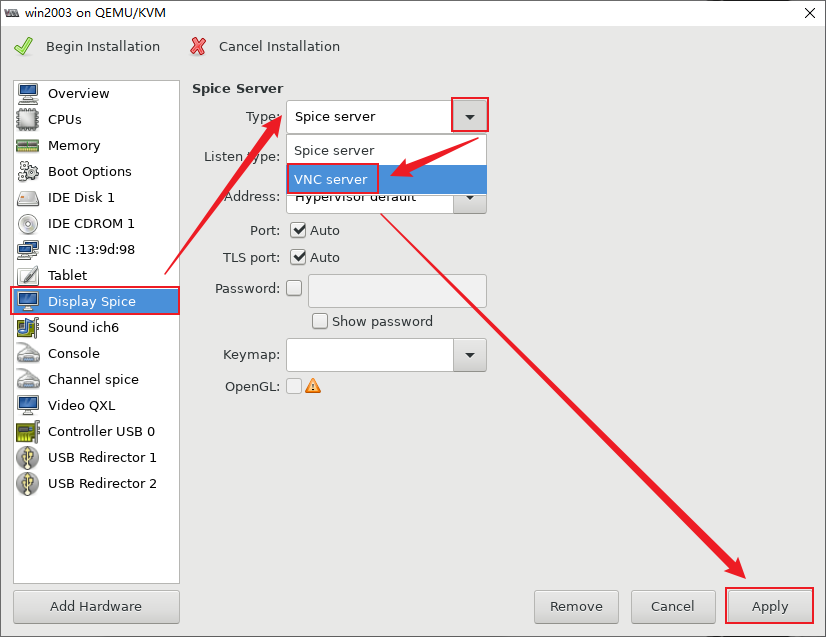 win2003 on QEMU/KVM
Begin Installation
Cancel Installation
Overview
CPUs
Memory
Boot Options
IDE Disk 1
IDE CDROM 1
NIC :13:9d:98
Tablet
Display Spice
Sound ich6
Console
Channel spice
Video QXL
Controller USB 0
USB Redirector 1
USB Redirector 2
Add Hardware
Spice Server
Type: Spice server
Spice server
Listen type:
VNC server
Address: Hypervisor default
Port: Auto
TLS port: Auto
Password:
Show password
Keymap:
OpenGL:
Remove
Cancel
Apply